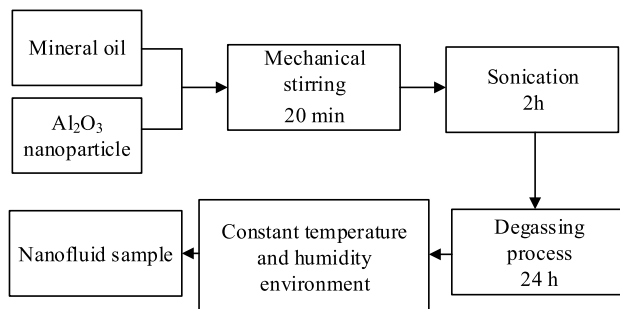 Mineral oil
Al₂O₃
nanoparticle
Mechanical
stirring
20 min
Sonication
2h
Degassing
process
24 h
Constant temperature
and humidity
environment
Nanofluid sample